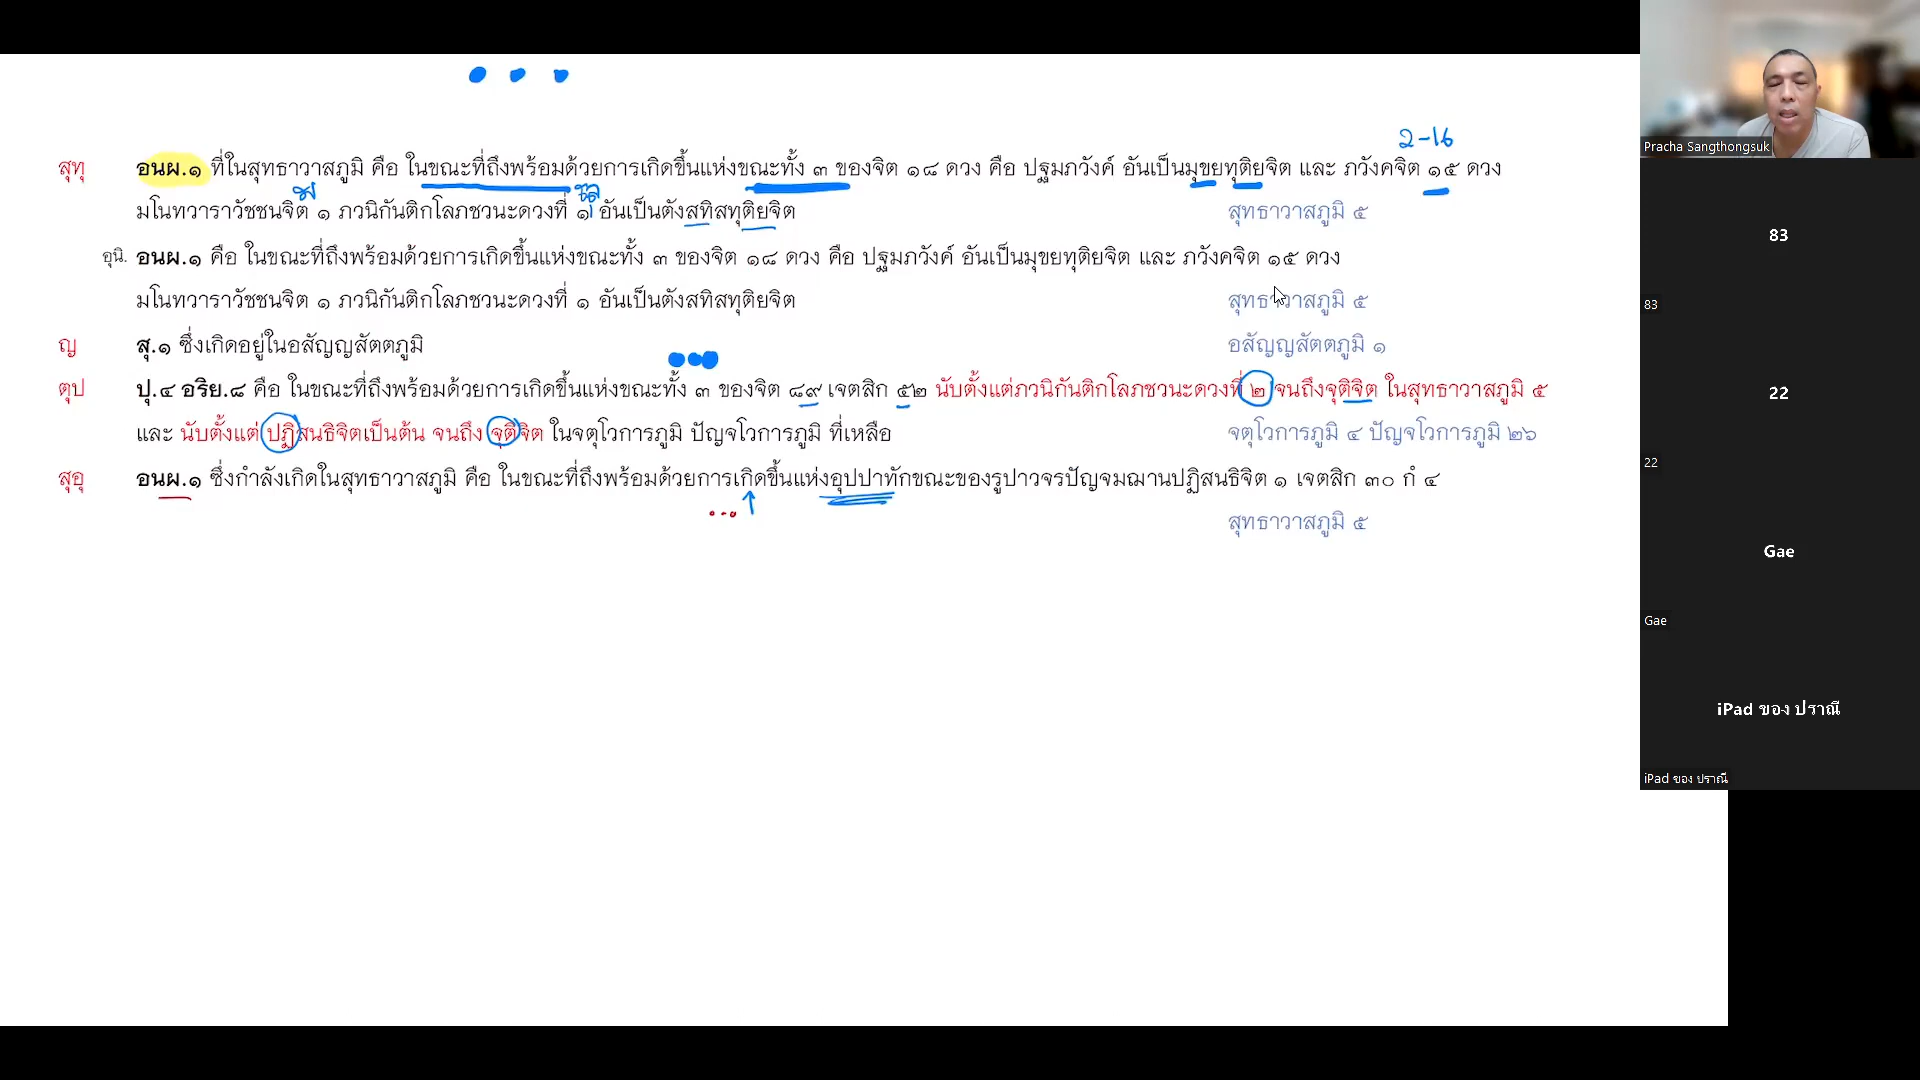 2-16
สุทฺ อนผ.๑ ที่ในสุทธาวาสภูมิ คือ ในขณะที่ถึงพร้อมด้วยการเกิดขึ้นแห่งขณะทั้ง ๓ ของจิต ๑๘ ดวง คือ ปฐมภวังค์ อันเป็นมุขยทุติยจิต และ ภวังคจิต ๑๕ ดวง
มโนทวาราวัชชนจิต ๑ ภวนิกันติกโลภชวนะดวงที่ ๑ อันเป็นตังสทิสทุติยจิต สุทธาวาสภูมิ ๕
อุนิ. อนผ.๑ คือ ในขณะที่ถึงพร้อมด้วยการเกิดขึ้นแห่งขณะทั้ง ๓ ของจิต ๑๘ ดวง คือ ปฐมภวังค์ อันเป็นมุขยทุติยจิต และ ภวังคจิต ๑๕ ดวง
มโนทวาราวัชชนจิต ๑ ภวนิกันติกโลภชวนะดวงที่ ๑ อันเป็นตังสทิสทุติยจิต สุทธาวาสภูมิ ๕
ญ สุ.๑ ซึ่งเกิดอยู่ในอสัญญสัตตภูมิ อสัญญสัตตภูมิ ๑
ตุป ปุ.๔ อริย.๘ คือ ในขณะที่ถึงพร้อมด้วยการเกิดขึ้นแห่งขณะทั้ง ๓ ของจิต ๘๙ เจตสิก ๕๒ นับตั้งแต่ภวนิกันติกโลภชวนะดวงที่ ๒ จนถึงจุติจิต ในสุทธาวาสภูมิ ๕
และ นับตั้งแต่ ปฏิสนธิจิตเป็นต้น จนถึง จุติจิต ในจตุโวการภูมิ ปัญจโวการภูมิ ที่เหลือ จตุโวการภูมิ ๔ ปัญจโวการภูมิ ๒๖
สุอุ อนผ.๑ ซึ่งกำลังเกิดในสุทธาวาสภูมิ คือ ในขณะที่ถึงพร้อมด้วยการเกิดขึ้นแห่งอุปปาทักขณะของรูปาวจรปัญจมฌานปฏิสนธิจิต ๑ เจตสิก ๓๐ กํ ๔
สุทธาวาสภูมิ ๕
Pracha Sangthongsuk
83
83
22
22
Gae
Gae
iPad ของ ปราณี
iPad ของ ปราณี